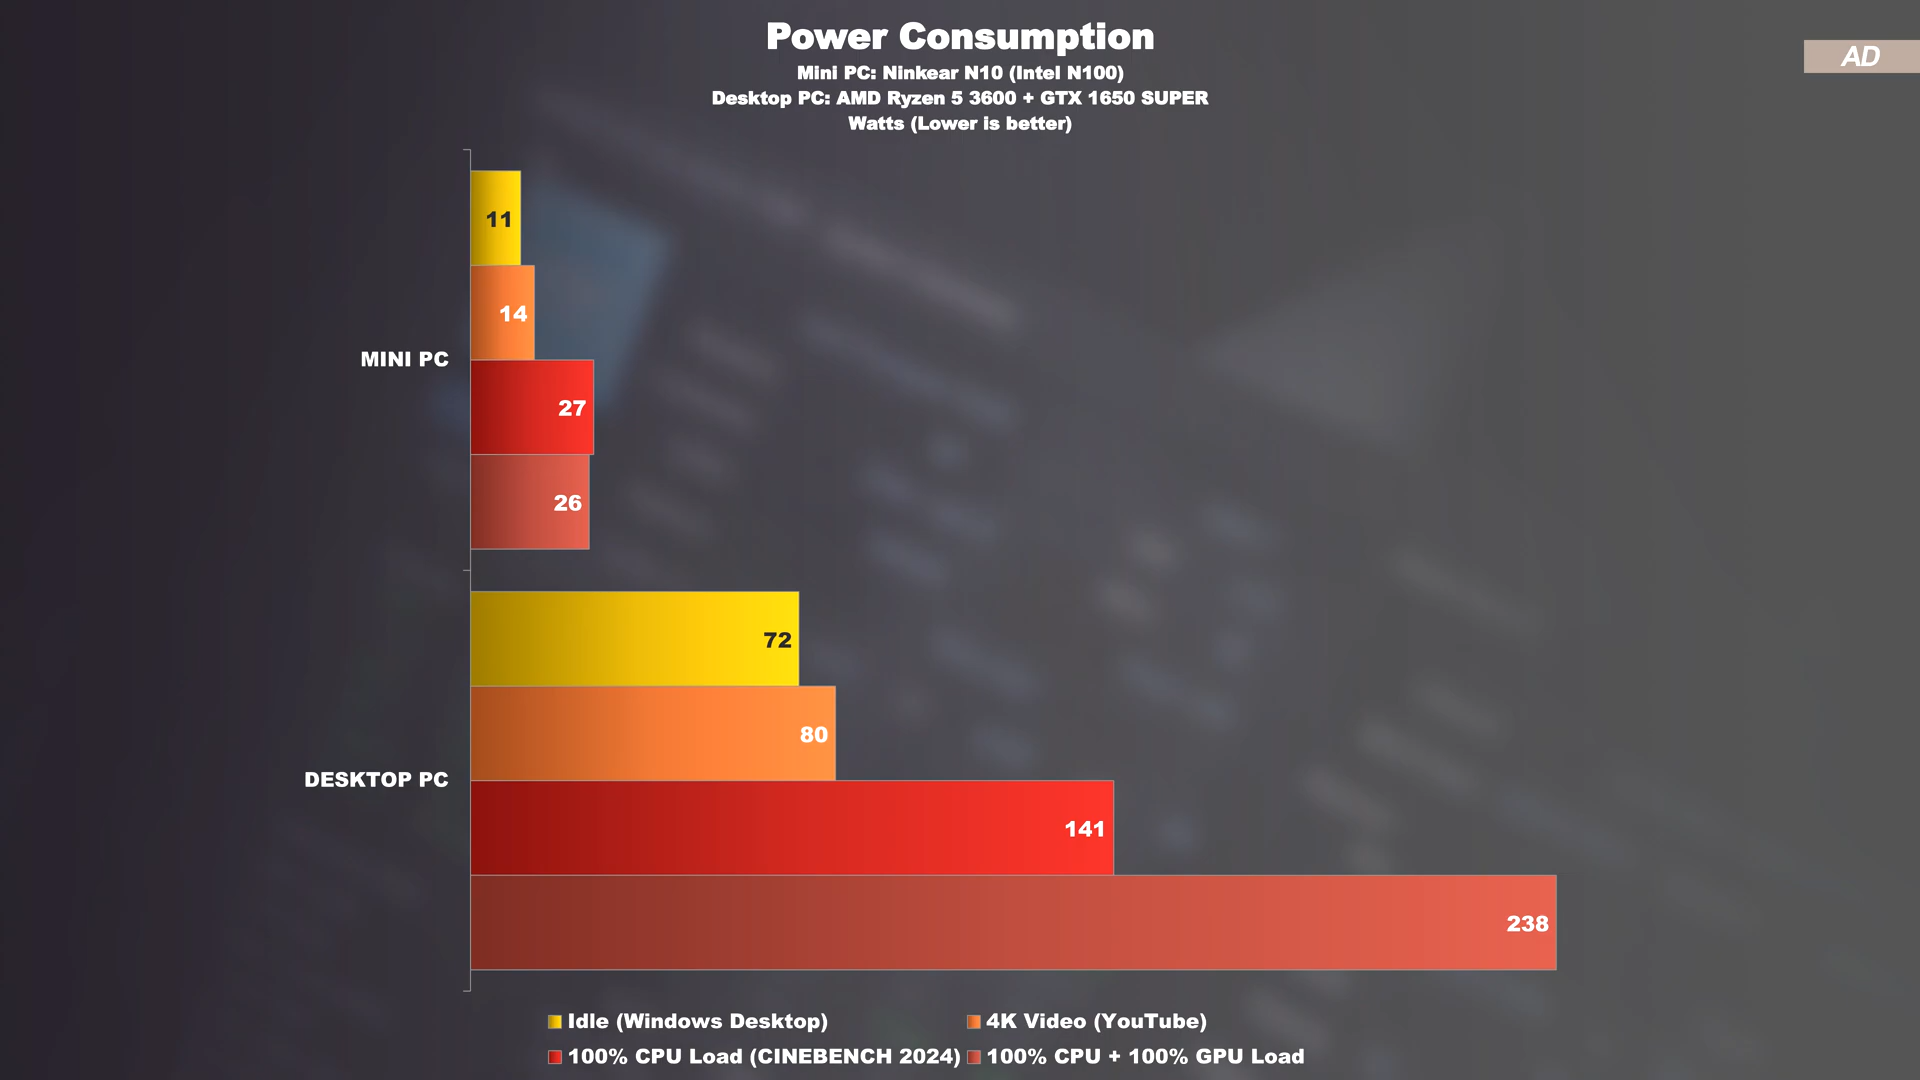 Power Consumption
Mini PC: Ninkear N10 (Intel N100)
Desktop PC: AMD Ryzen 5 3600 + GTX 1650 SUPER
Watts (Lower is better)
AD
MINI PC
11
14
27
26
DESKTOP PC
72
80
141
238
Idle (Windows Desktop)
4K Video (YouTube)
100% CPU Load (CINEBENCH 2024)
100% CPU + 100% GPU Load